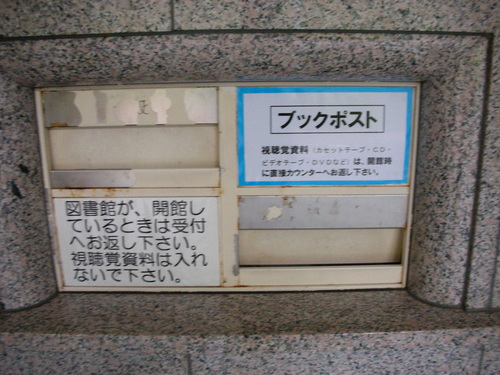 ブックポスト
視聴覚資料（カセットテープ・CD・
ビデオテープ・DVDなど）は、開館時
に直接カウンターへお返し下さい。
図書館が、開館し
ているときは受付
へお返し下さい。
視聴覚資料は入れ
ないで下さい。